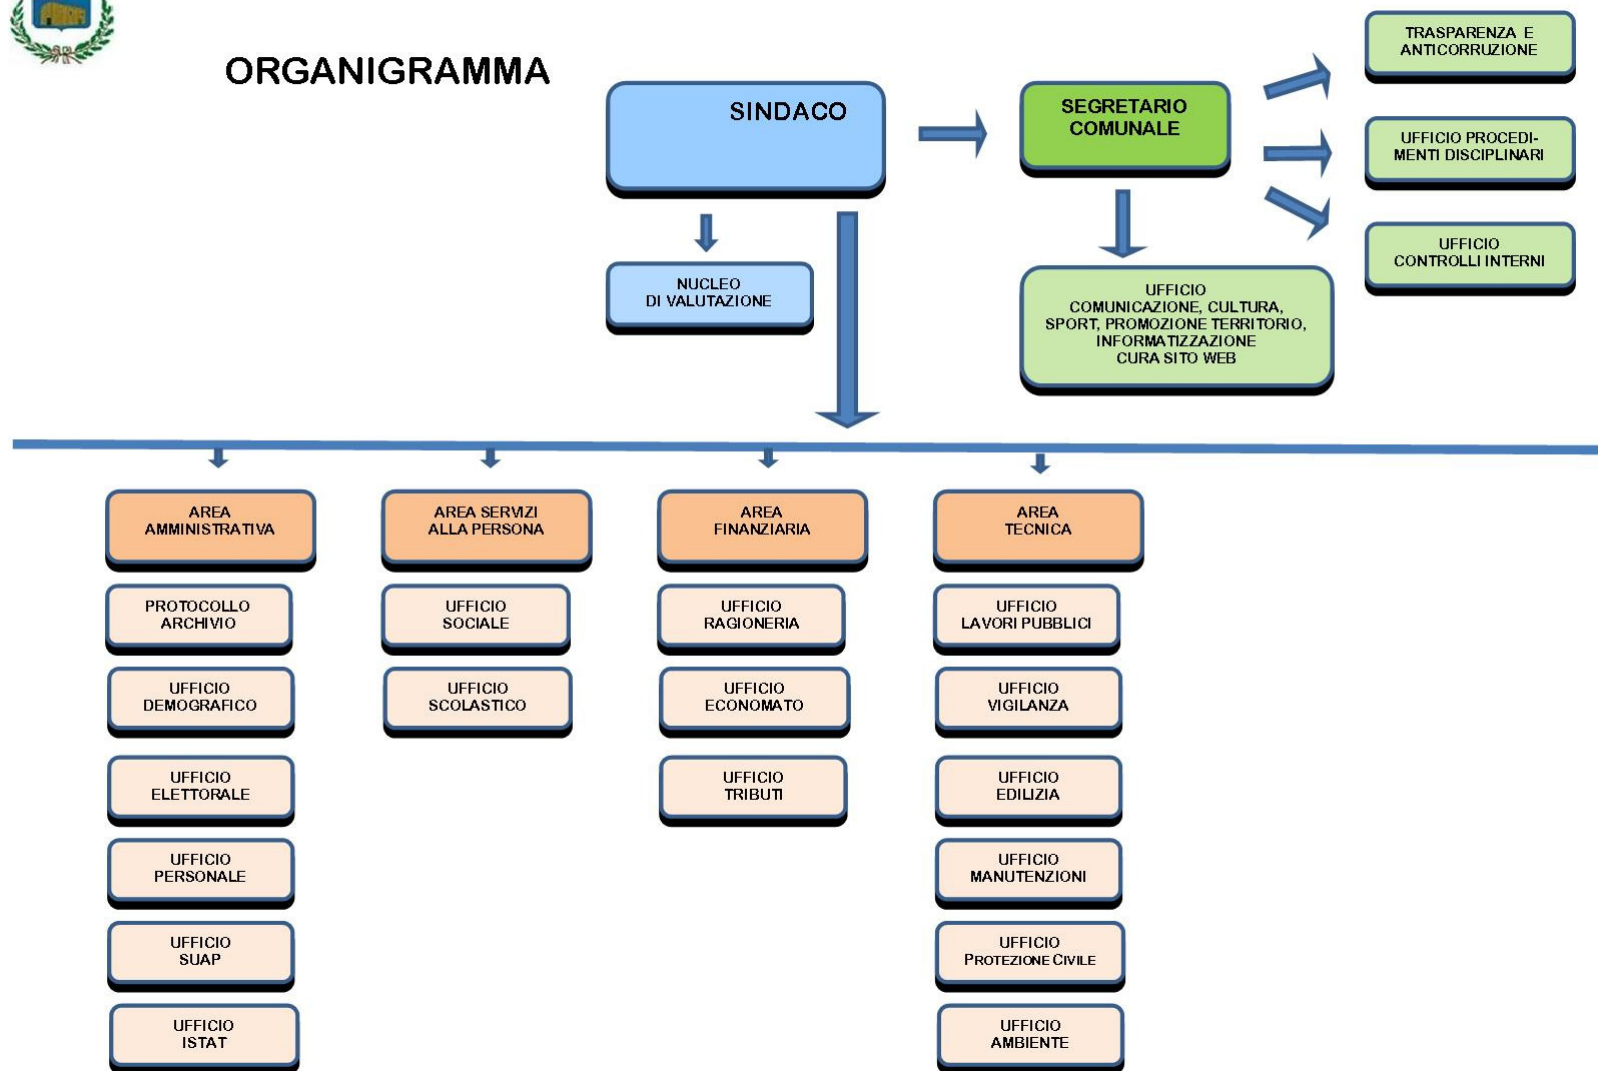 ORGANIGRAMMA
SINDACO
SEGRETARIO
COMUNALE
TRASPARENZA E
ANTICORRUZIONE
UFFICIO PROCEDI-
MENTI DISCIPLINARI
UFFICIO
CONTROLLI INTERNI
NUCLEO
DI VALUTAZIONE
UFFICIO
COMUNICAZIONE, CULTURA,
SPORT, PROMOZIONE TERRITORIO,
INFORMATIZZAZIONE
CURA SITO WEB
AREA
AMMINISTRATIVA
PROTOCOLLO
ARCHIVIO
UFFICIO
DEMOGRAFICO
UFFICIO
ELETTORALE
UFFICIO
PERSONALE
UFFICIO
SUAP
UFFICIO
ISTAT
AREA SERVIZI
ALLA PERSONA
UFFICIO
SOCIALE
UFFICIO
SCOLASTICO
AREA
FINANZIARIA
UFFICIO
RAGIONERIA
UFFICIO
ECONOMATO
UFFICIO
TRIBUTI
AREA
TECNICA
UFFICIO
LAVORI PUBBLICI
UFFICIO
VIGILANZA
UFFICIO
EDILIZIA
UFFICIO
MANUTENZIONI
UFFICIO
PROTEZIONE CIVILE
UFFICIO
AMBIENTE